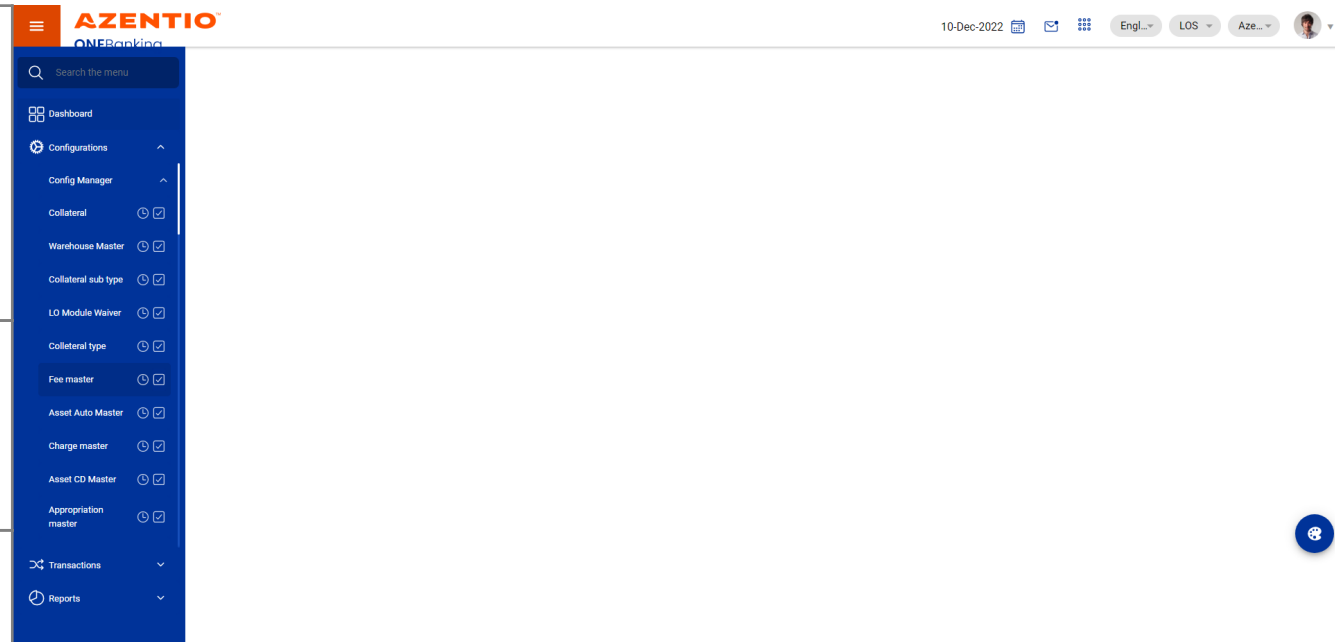 AZENTIO™
ONEBanking
10-Dec-2022
Engl...
LOS
Aze...
Search the menu
Dashboard
Configurations
Config Manager
Collateral
Warehouse Master
Collateral sub type
LO Module Waiver
Colleteral type
Fee master
Asset Auto Master
Charge master
Asset CD Master
Appropriation
master
Transactions
Reports